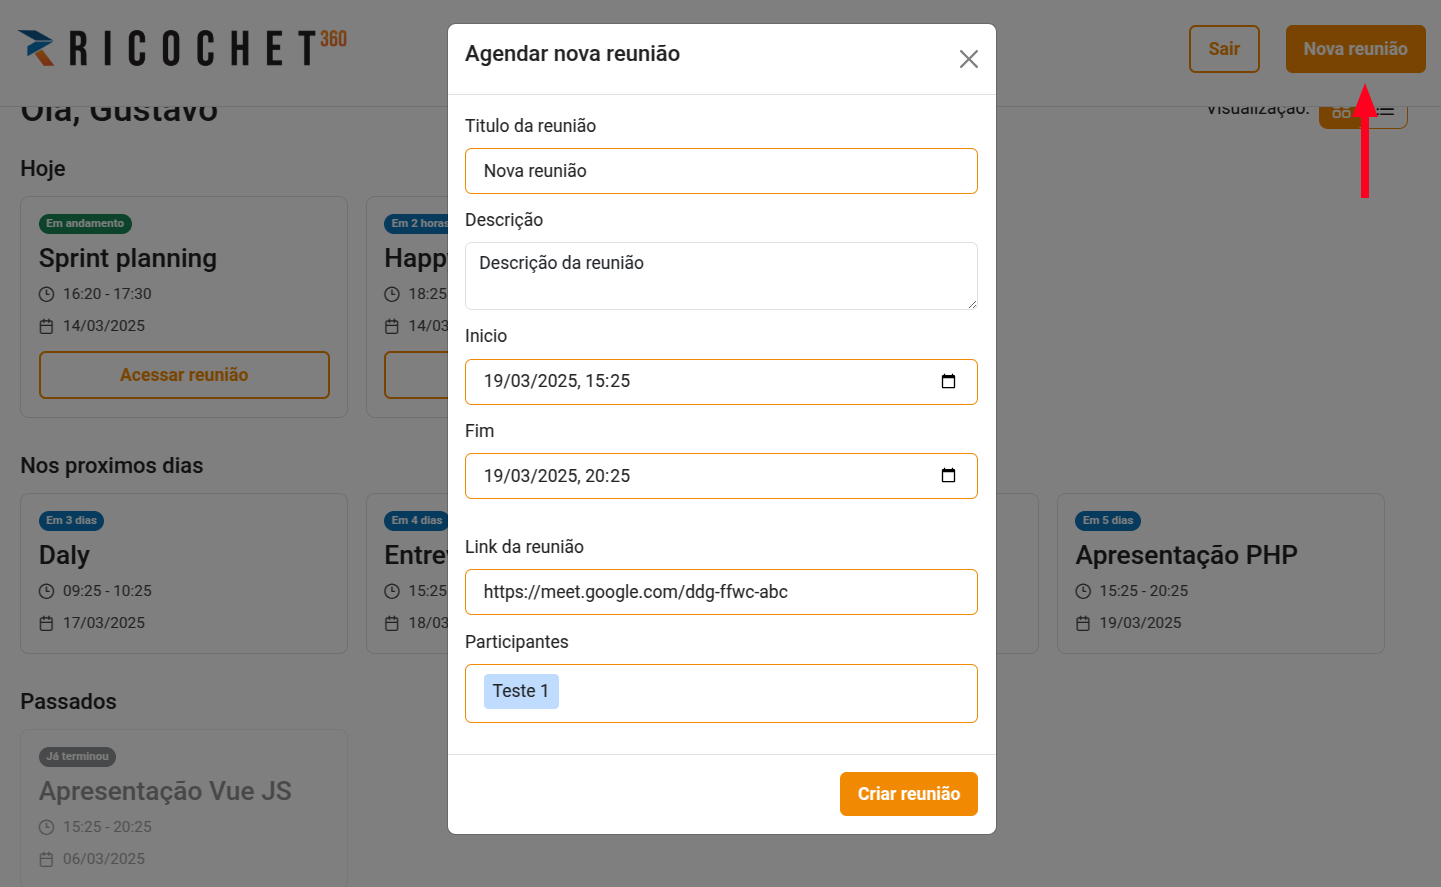 RICOCHET360
Sair
Nova reunião
Olá, Gustavo
Visualização:
Hoje
Em andamento
Sprint planning
16:20 - 17:30
14/03/2025
Acessar reunião
Em 2 horas
Happ
18:25
14/03
Nos proximos dias
Em 3 dias
Daly
09:25 - 10:25
17/03/2025
Em 4 dias
Entre
15:25
18/03
Em 5 dias
Apresentação PHP
15:25 - 20:25
19/03/2025
Passados
Já terminou
Apresentação Vue JS
15:25 - 20:25
06/03/2025
Agendar nova reunião
Titulo da reunião
Nova reunião
Descrição
Descrição da reunião
Inicio
19/03/2025, 15:25
Fim
19/03/2025, 20:25
Link da reunião
https://meet.google.com/ddg-ffwc-abc
Participantes
Teste 1
Criar reunião